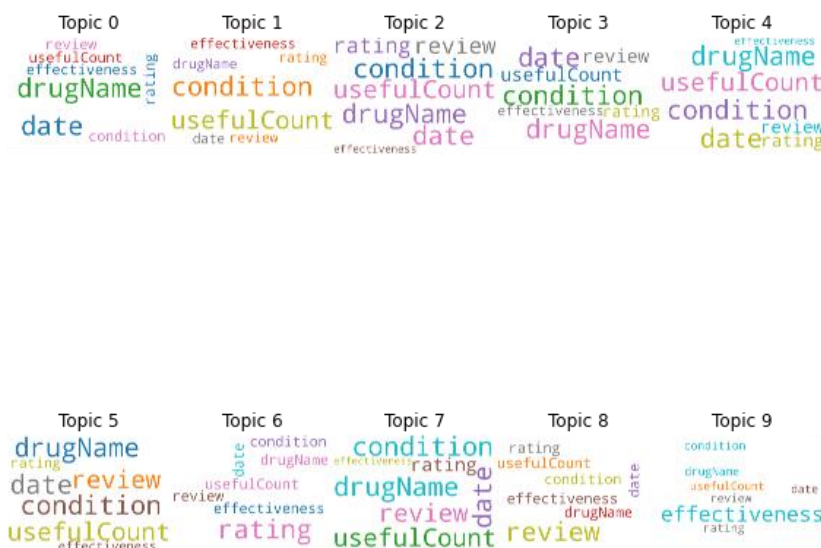 Topic 0
review
usefulCount
effectiveness
rating
drugName
date
condition
Topic 1
effectiveness
rating
drugName
condition
usefulCount
date review
Topic 2
rating review
condition
usefulCount
drugName
date
effectiveness
Topic 3
date review
usefulCount
condition
effectiveness rating
drugName
Topic 4
effectiveness
drugName
usefulCount
condition
review
date rating
Topic 5
drugName
rating
date review
condition
usefulCount
effectiveness
Topic 6
condition
date
drugName
usefulCount
review
effectiveness
rating
Topic 7
condition
effectiveness rating
drugName
date
review
usefulCount
Topic 8
rating
usefulCount
condition
date
effectiveness
drugName
review
Topic 9
condition
drugName
usefulCount
date
review
effectiveness
rating